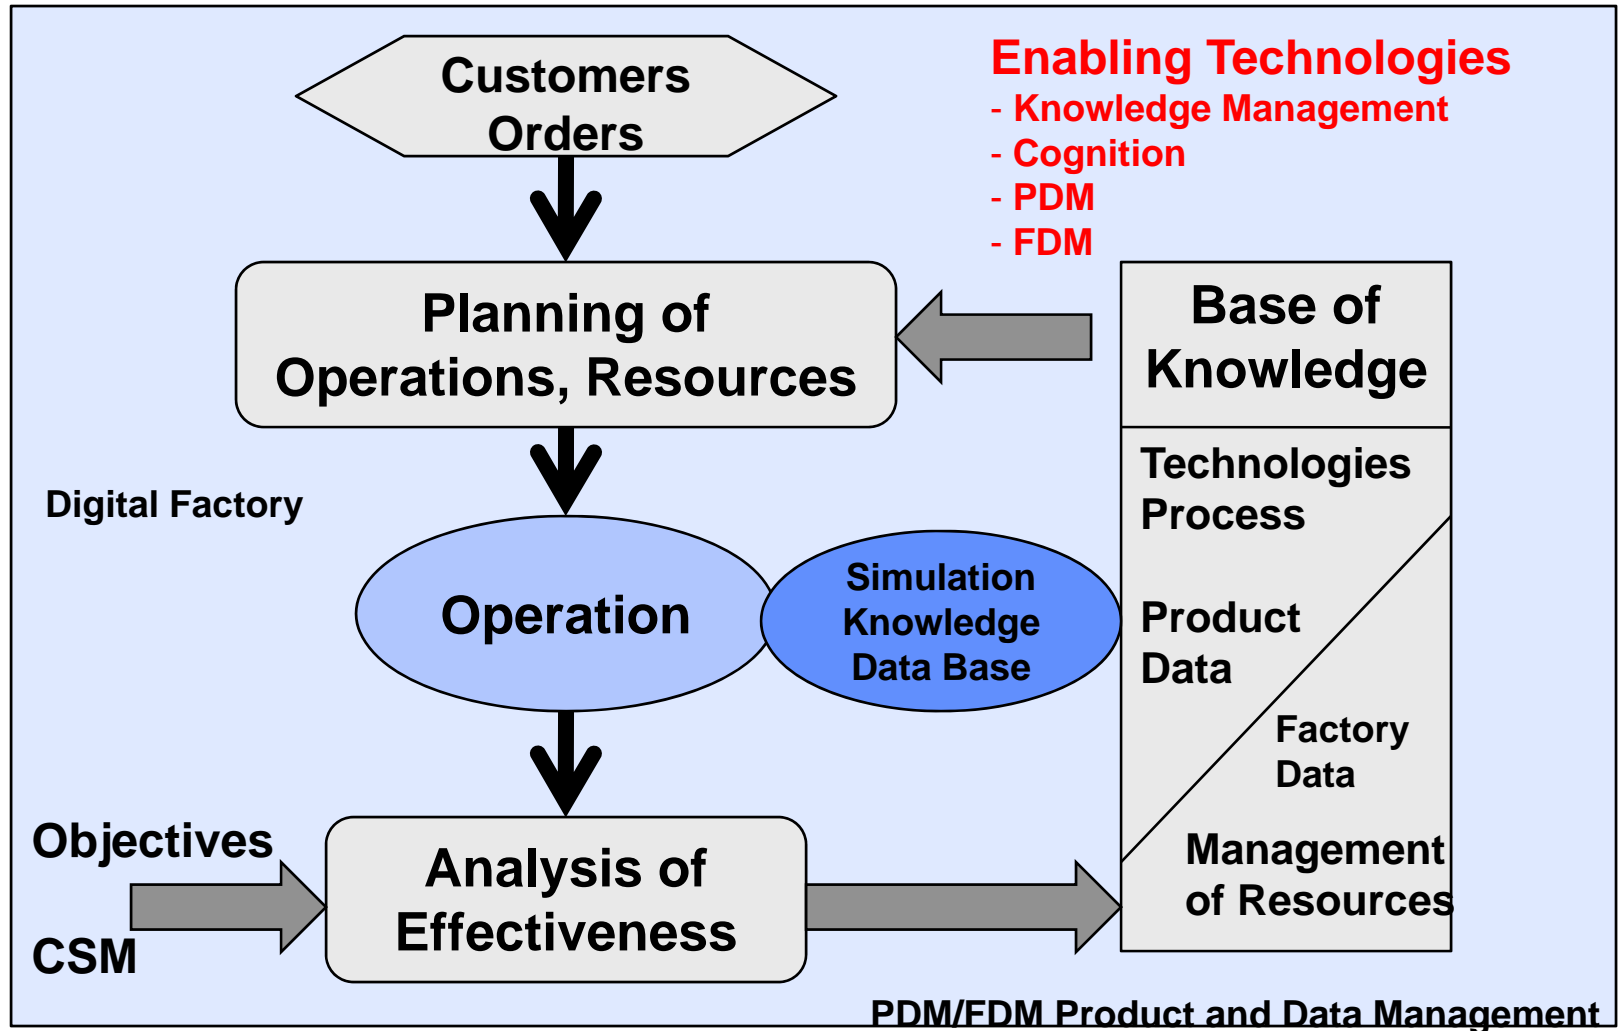 Customers
Orders
Enabling Technologies
- Knowledge Management
- Cognition
- PDM
- FDM
Planning of
Operations, Resources
Base of
Knowledge
Technologies
Process
Digital Factory
Operation
Simulation
Knowledge
Data Base
Product
Data
Factory
Data
Objectives
CSM
Analysis of
Effectiveness
Management
of Resources
PDM/FDM Product and Data Management